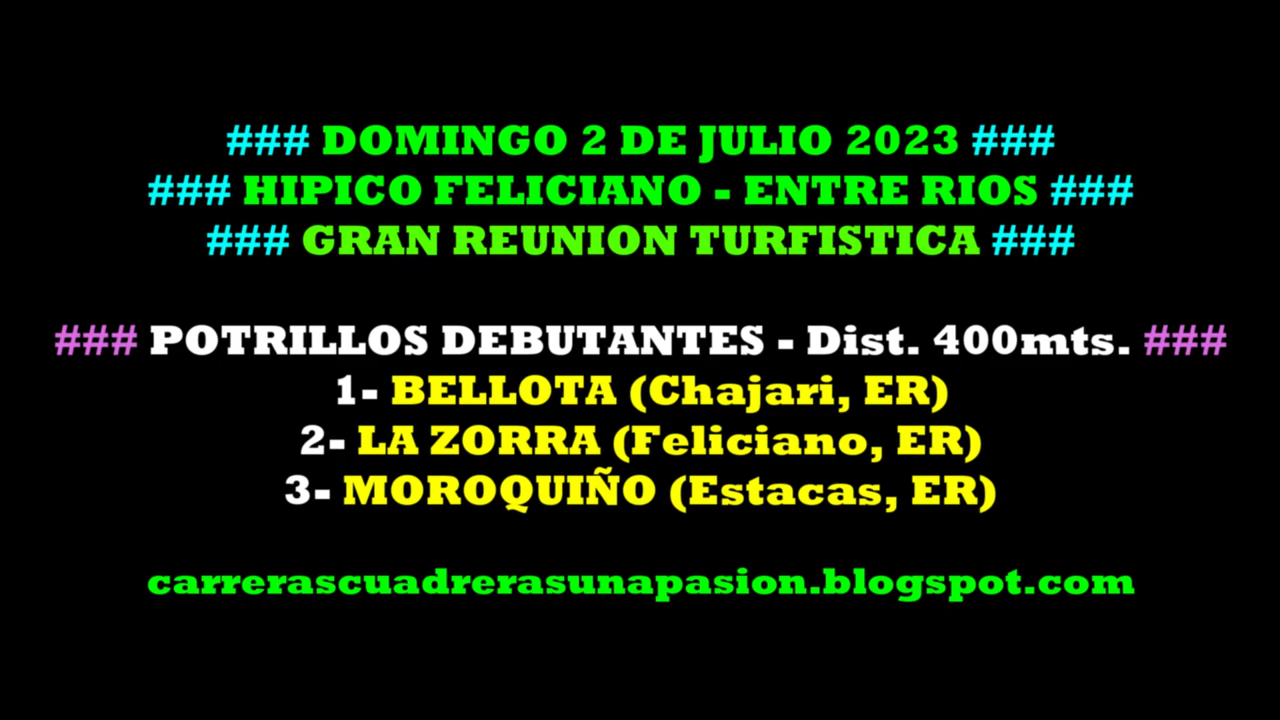 ### DOMINGO 2 DE JULIO 2023 ###
### HIPICO FELICIANO - ENTRE RIOS ###
### GRAN REUNION TURFISTICA ###
### POTRILLOS DEBUTANTES - Dist. 400mts. ###
1- BELLOTA (Chajari, ER)
2- LA ZORRA (Feliciano, ER)
3- MOROQUIÑO (Estacas, ER)
carrerascuadrerasunapasion.blogspot.com